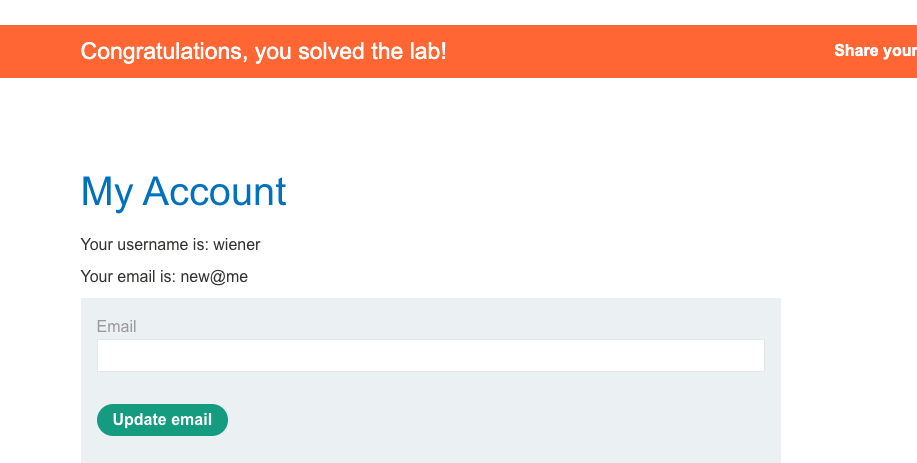 Congratulations, you solved the lab!
Share your
My Account
Your username is: wiener
Your email is: new@me
Email
Update email